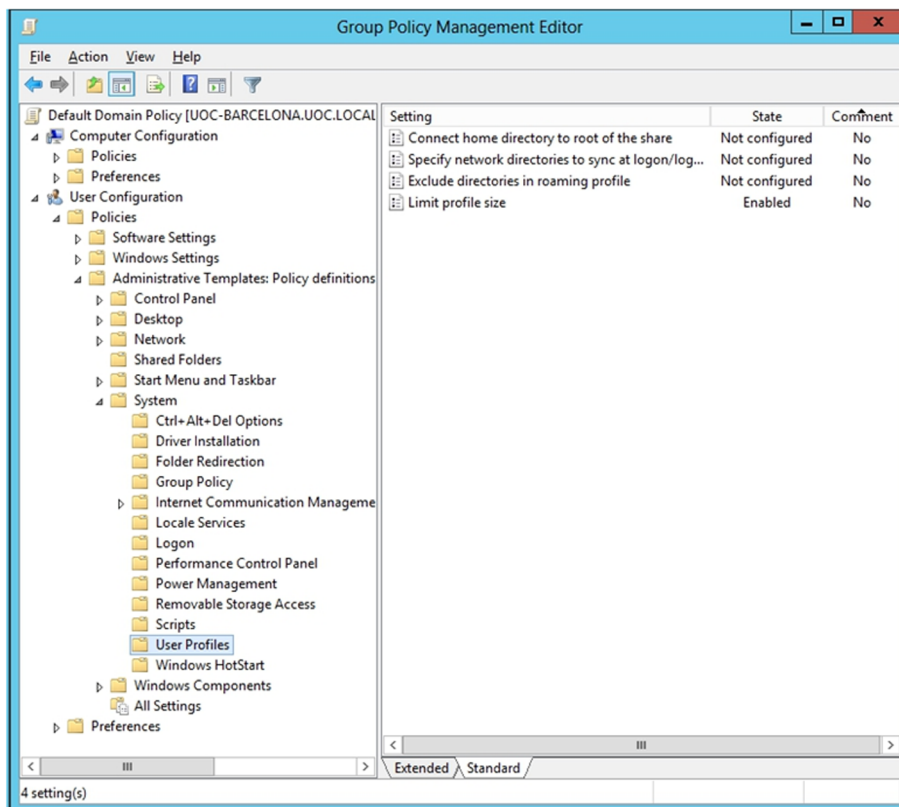 Group Policy Management Editor
File Action View Help
Default Domain Policy [UOC-BARCELONA.UOC.LOCAL
Computer Configuration
Policies
Preferences
User Configuration
Policies
Software Settings
Windows Settings
Administrative Templates: Policy definitions
Control Panel
Desktop
Network
Shared Folders
Start Menu and Taskbar
System
Ctrl+Alt+Del Options
Driver Installation
Folder Redirection
Group Policy
Internet Communication Manageme
Locale Services
Logon
Performance Control Panel
Power Management
Removable Storage Access
Scripts
User Profiles
Windows HotStart
Windows Components
All Settings
Preferences
Setting State Comment
Connect home directory to root of the share Not configured No
Specify network directories to sync at logon/log... Not configured No
Exclude directories in roaming profile Not configured No
Limit profile size Enabled No
Extended Standard
4 setting(s)